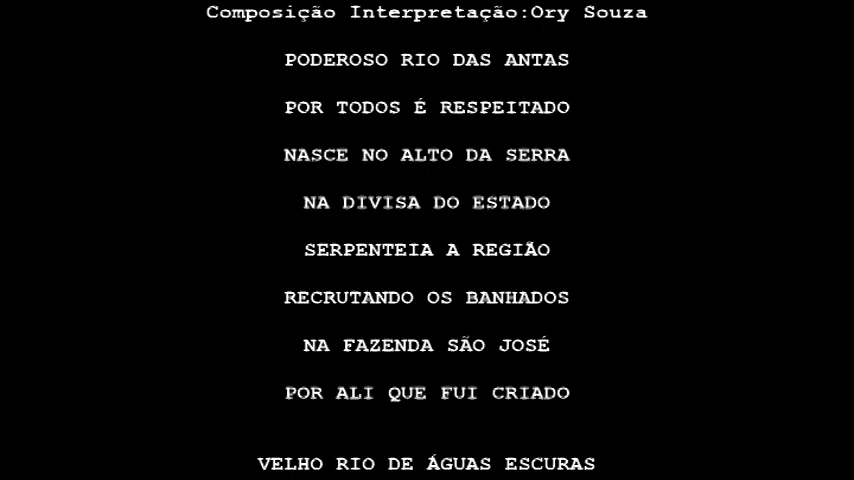 Composição Interpretação:Ory Souza
PODEROSO RIO DAS ANTAS
POR TODOS É RESPEITADO
NASCE NO ALTO DA SERRA
NA DIVISA DO ESTADO
SERPENTEIA A REGIÃO
RECRUTANDO OS BANHADOS
NA FAZENDA SÃO JOSÉ
POR ALI QUE FUI CRIADO
VELHO RIO DE ÁGUAS ESCURAS